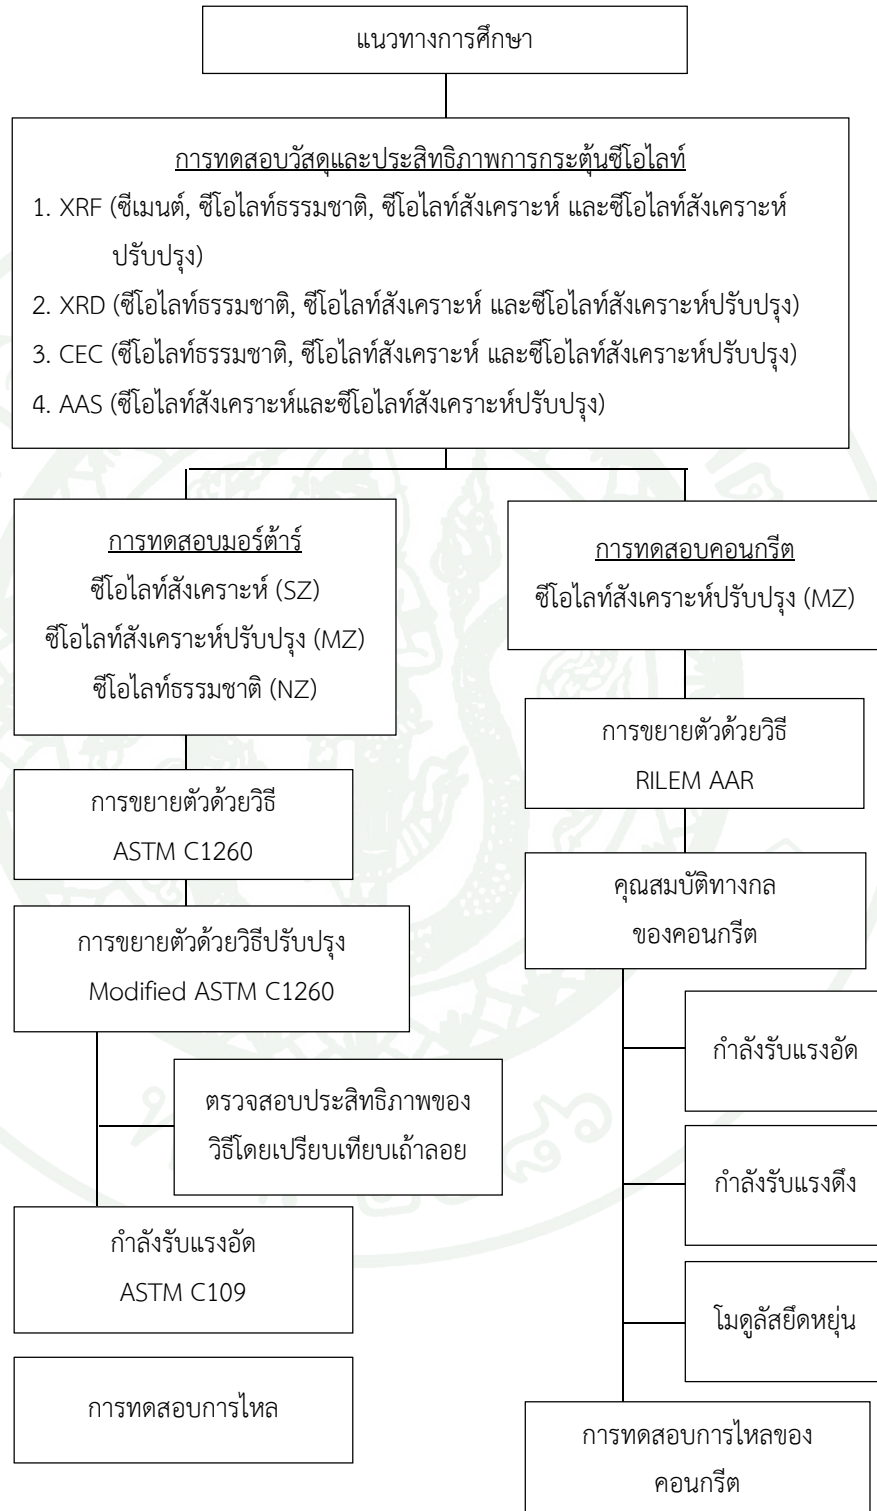 แนวทางการศึกษา
การทดสอบวัสดุและประสิทธิภาพการกระตุ้นซีโอไลท์
1. XRF (ซีเมนต์, ซีโอไลท์ธรรมชาติ, ซีโอไลท์สังเคราะห์ และซีโอไลท์สังเคราะห์
ปรับปรุง)
2. XRD (ซีโอไลท์ธรรมชาติ, ซีโอไลท์สังเคราะห์ และซีโอไลท์สังเคราะห์ปรับปรุง)
3. CEC (ซีโอไลท์ธรรมชาติ, ซีโอไลท์สังเคราะห์ และซีโอไลท์สังเคราะห์ปรับปรุง)
4. AAS (ซีโอไลท์สังเคราะห์และซีโอไลท์สังเคราะห์ปรับปรุง)
การทดสอบมอร์ต้าร์
ซีโอไลท์สังเคราะห์ (SZ)
ซีโอไลท์สังเคราะห์ปรับปรุง (MZ)
ซีโอไลท์ธรรมชาติ (NZ)
การขยายตัวด้วยวิธี
ASTM C1260
การขยายตัวด้วยวิธีปรับปรุง
Modified ASTM C1260
ตรวจสอบประสิทธิภาพของ
วิธีโดยเปรียบเทียบเถ้าลอย
กำลังรับแรงอัด
ASTM C109
การทดสอบการไหล
การทดสอบคอนกรีต
ซีโอไลท์สังเคราะห์ปรับปรุง (MZ)
การขยายตัวด้วยวิธี
RILEM AAR
คุณสมบัติทางกล
ของคอนกรีต
กำลังรับแรงอัด
กำลังรับแรงดึง
โมดูลัสยึดหยุ่น
การทดสอบการไหลของ
คอนกรีต